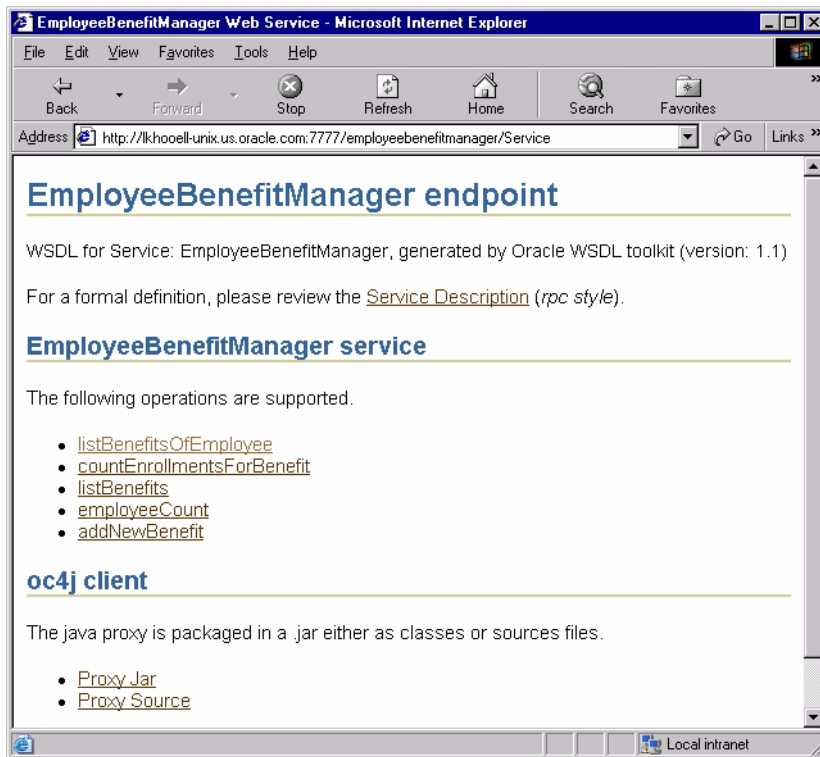 EmployeeBenefitManager Web Service - Microsoft Internet Explorer
File Edit View Favorites Tools Help
Back Forward Stop Refresh Home Search Favorites »
Address http://lkhooell-unix.us.oracle.com:7777/employeebenefitmanager/Service Go Links »
EmployeeBenefitManager endpoint
WSDL for Service: EmployeeBenefitManager, generated by Oracle WSDL toolkit (version: 1.1)
For a formal definition, please review the Service Description (rpc style).
EmployeeBenefitManager service
The following operations are supported.
• listBenefitsOfEmployee
• countEnrollmentsForBenefit
• listBenefits
• employeeCount
• addNewBenefit
oc4j client
The java proxy is packaged in a .jar either as classes or sources files.
• Proxy Jar
• Proxy Source
Local intranet